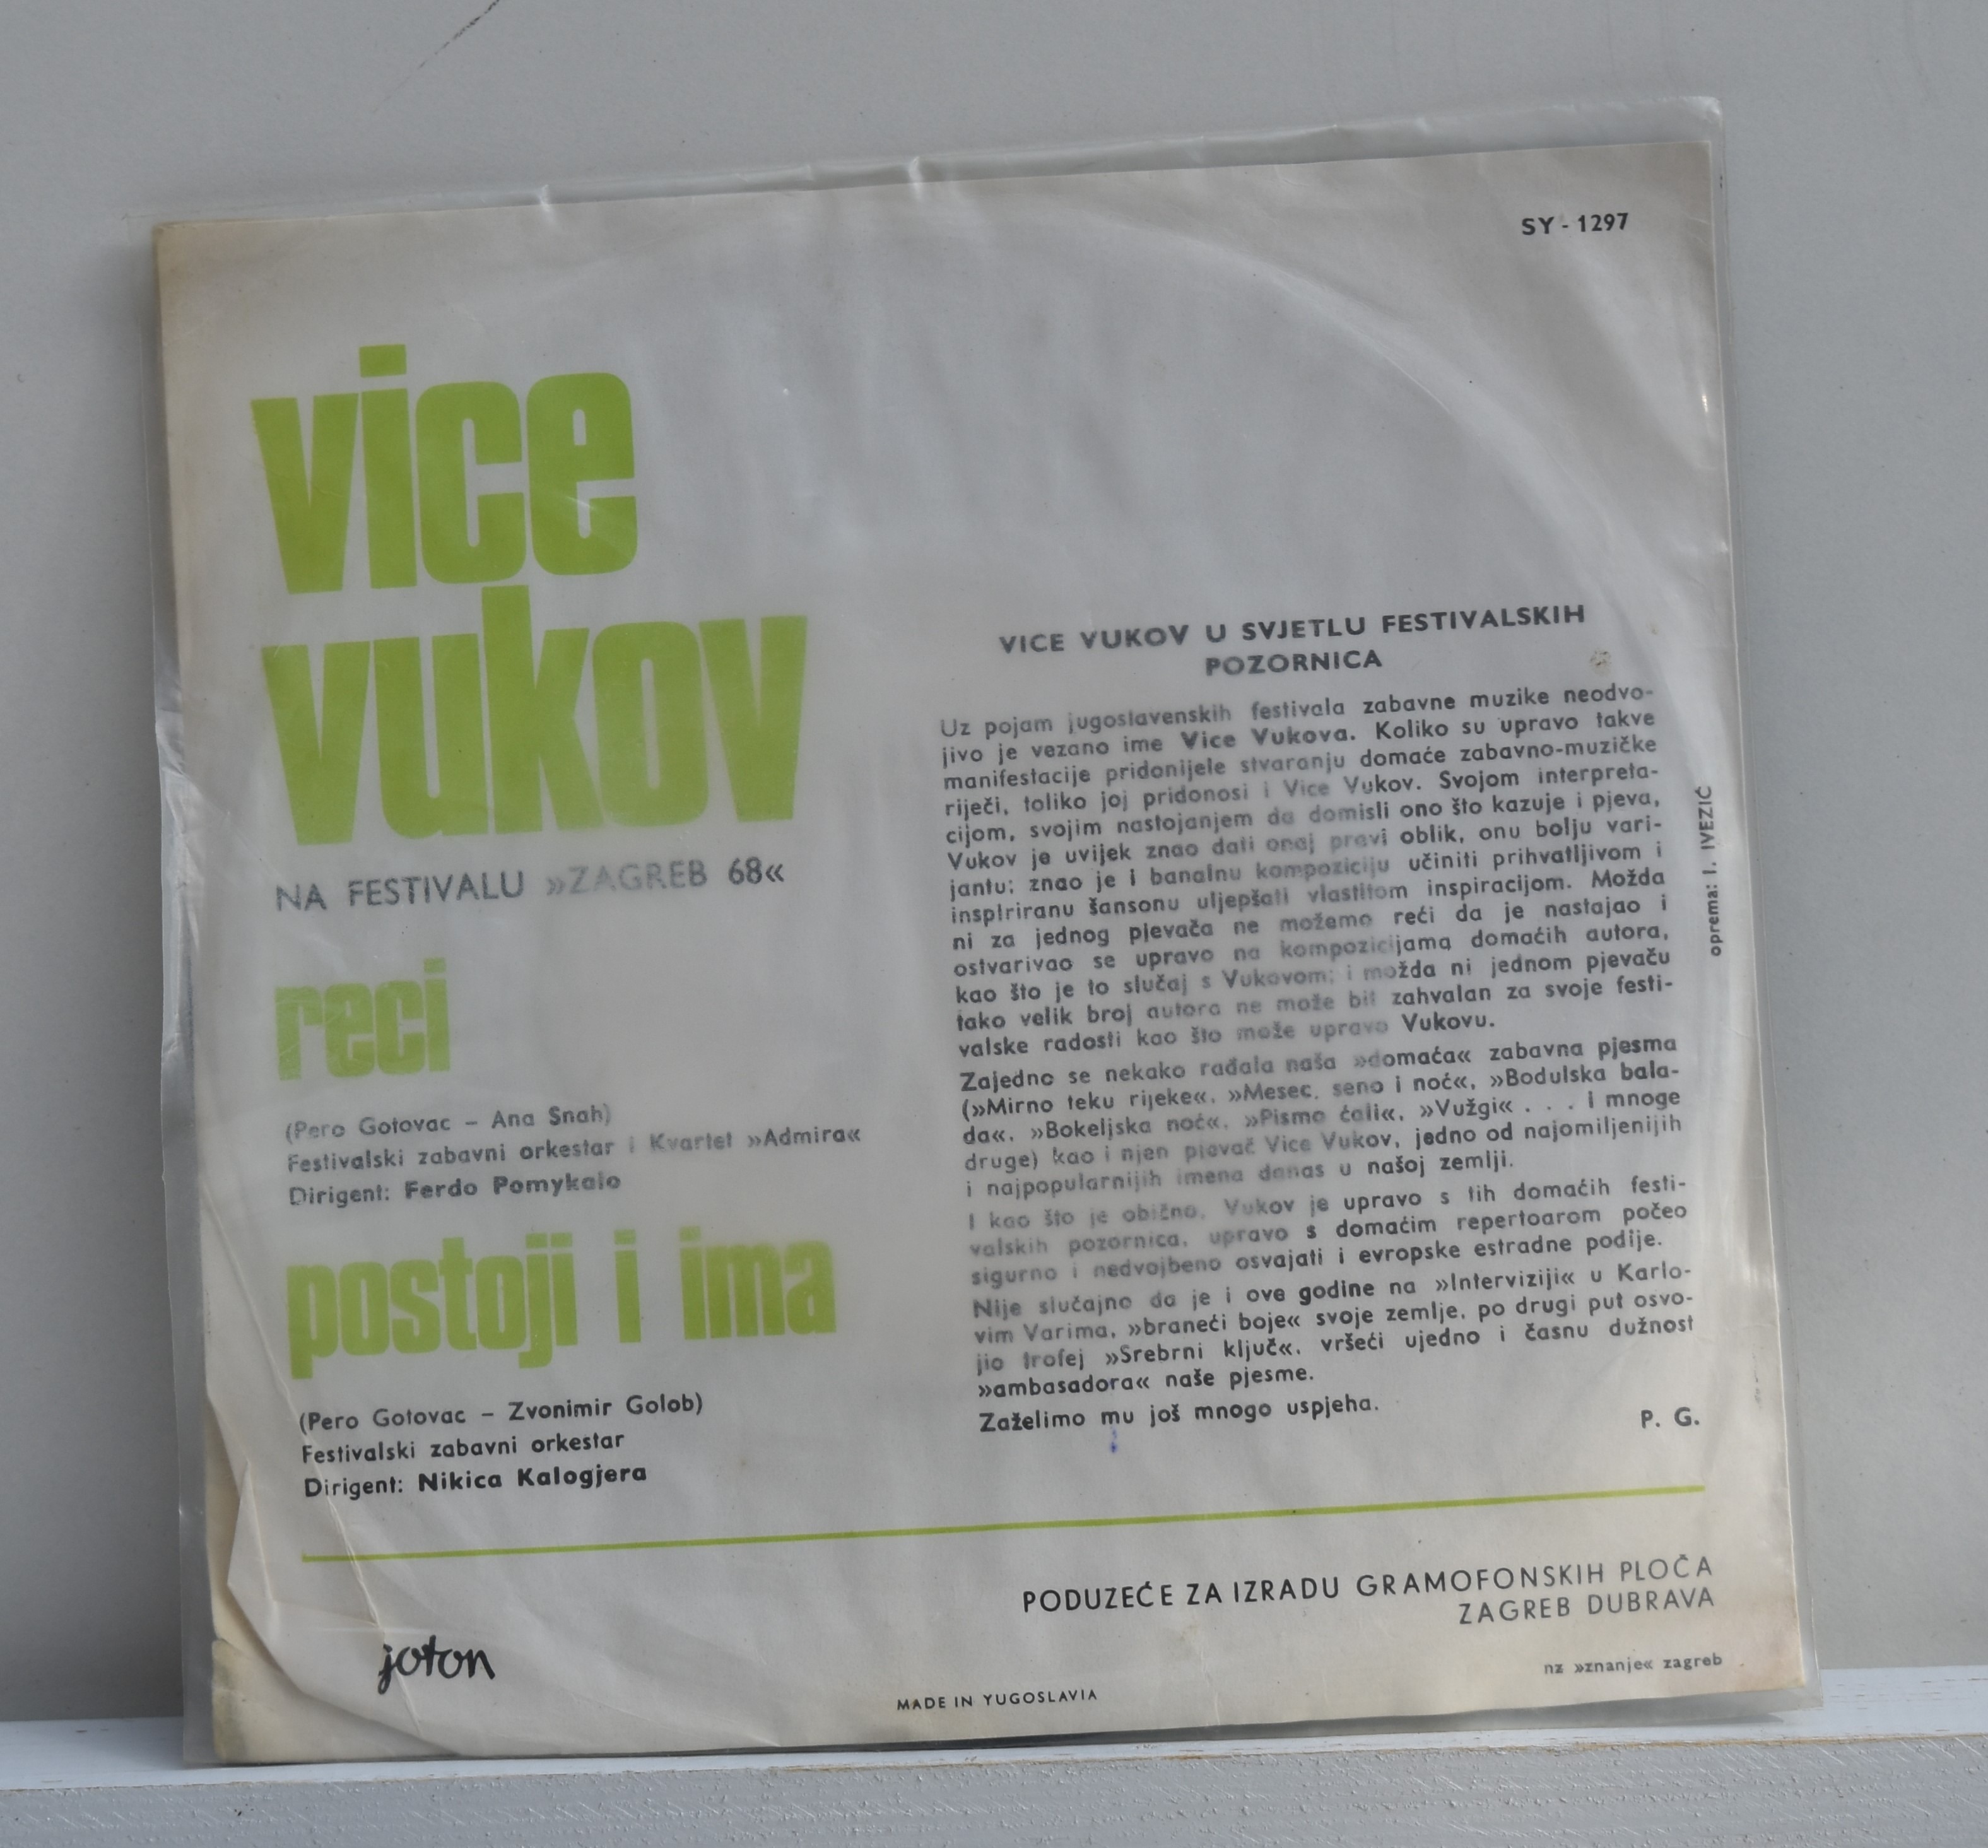 SY - 1297
vice
vukov
NA FESTIVALU »ZAGREB 68«
reci
(Pero Gotovac – Ana Snah)
Festivalski zabavni orkestar i Kvartet »Admira«
Dirigent: Ferdo Pomykalo
postoji i ima
(Pero Gotovac – Zvonimir Golob)
Festivalski zabavni orkestar
Dirigent: Nikica Kalogjera
VICE VUKOV U SVJETLU FESTIVALSKIH
POZORNICA
Uz pojam jugoslavenskih festivala zabavne muzike neodvo-
jivo je vezano ime Vice Vukova. Koliko su upravo takve
manifestacije pridonijele stvaranju domaće zabavno-muzičke
riječi, toliko joj pridonosi i Vice Vukov. Svojom interpreta-
cijom, svojim nastojanjem da domisli ono što kazuje i pjeva,
Vukov je uvijek znao dati onaj pravi oblik, onu bolju vari-
jantu; znao je i banalnu kompoziciju učiniti prihvatljivom i
inspiriranu šansonu uljepšati vlastitom inspiracijom. Možda
ni za jednog pjevača ne možemo reći da je nastajao i
ostvarivao se upravo na kompozicijama domaćih autora,
kao što je to slučaj s Vukovom; i možda ni jednom pjevaču
tako velik broj autora ne može bit zahvalan za svoje festi-
valske radosti kao što može upravo Vukovu.
Zajedno se nekako rađala naša »domaća« zabavna pjesma
(»Mirno teku rijeke«, »Mesec, seno i noć«, »Bodulska bala-
da«, »Bokeljska noć«, »Pismo ćali«, »Vužgi« . . . i mnoge
druge) kao i njen pjevač Vice Vukov, jedno od najomiljenijih
i najpopularnijih imena danas u našoj zemlji.
I kao što je obično, Vukov je upravo s tih domaćih festi-
valskih pozornica, upravo s domaćim repertoarom počeo
sigurno i nedvojbeno osvajati i evropske estradne podije.
Nije slučajno da je i ove godine na »Interviziji« u Karlo-
vim Varima, »braneći boje« svoje zemlje, po drugi put osvo-
jio trofej »Srebrni ključ«, vršeći ujedno i časnu dužnost
»ambasadora« naše pjesme.
Zaželimo mu još mnogo uspjeha.
P. G.
oprema: I. IVEZIĆ
PODUZEĆE ZA IZRADU GRAMOFONSKIH PLOČA
ZAGREB DUBRAVA
joton
nz »znanje« zagreb
MADE IN YUGOSLAVIA